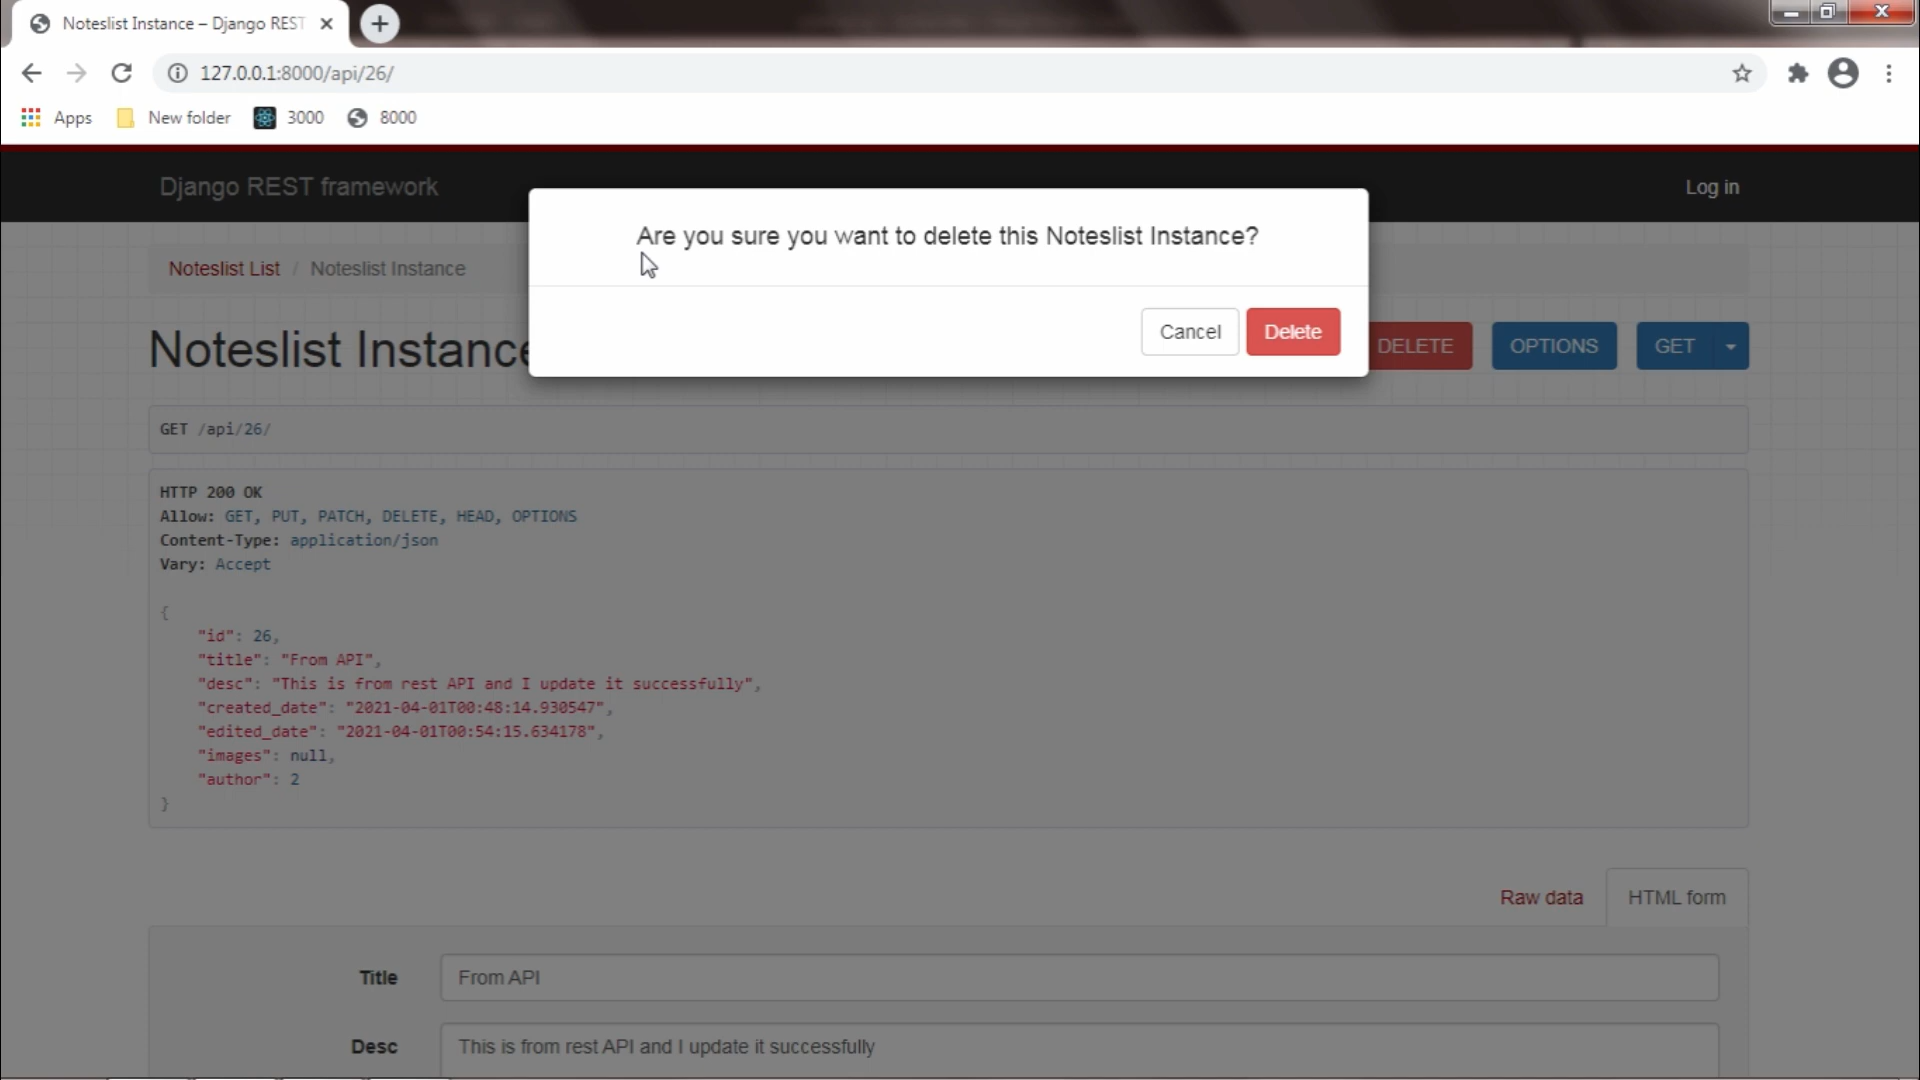 Noteslist Instance – Django REST
127.0.0.1:8000/api/26/
Apps New folder 3000 8000
Django REST framework
Log in
Are you sure you want to delete this Noteslist Instance?
Cancel Delete
Noteslist List / Noteslist Instance
Noteslist Instance
DELETE OPTIONS GET
GET /api/26/
HTTP 200 OK
Allow: GET, PUT, PATCH, DELETE, HEAD, OPTIONS
Content-Type: application/json
Vary: Accept
{
"id": 26,
"title": "From API",
"desc": "This is from rest API and I update it successfully",
"created_date": "2021-04-01T00:48:14.930547",
"edited_date": "2021-04-01T00:54:15.634178",
"images": null,
"author": 2
}
Raw data HTML form
Title From API
Desc This is from rest API and I update it successfully